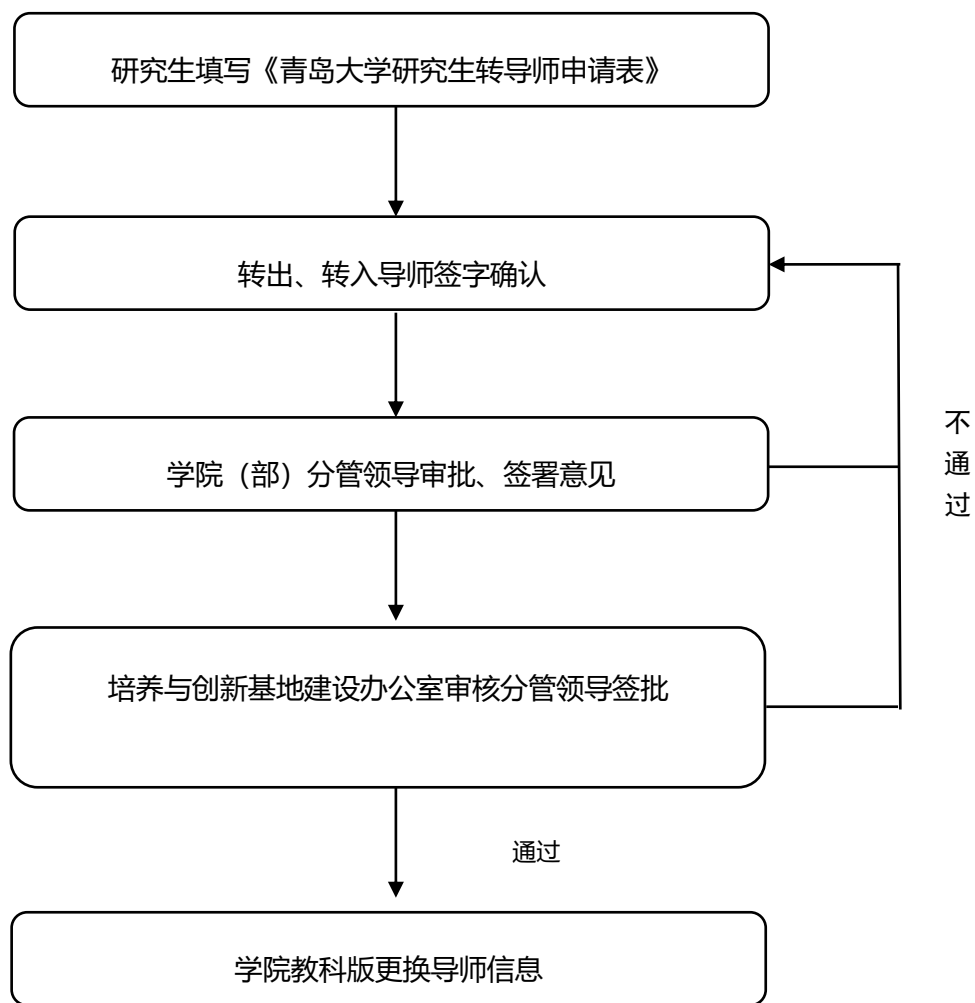 研究生填写《青岛大学研究生转导师申请表》
转出、转入导师签字确认
学院（部）分管领导审批、签署意见
不
通
过
培养与创新基地建设办公室审核分管领导签批
通过
学院教科版更换导师信息